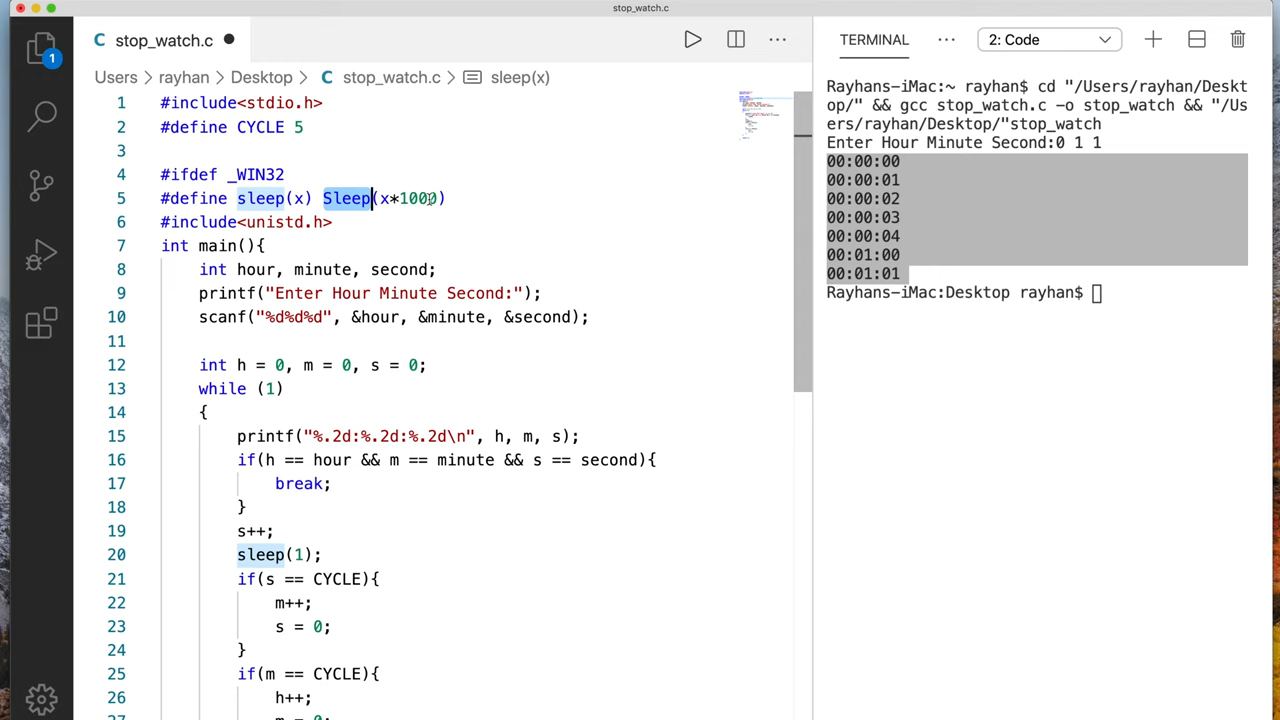 stop_watch.c
stop_watch.c
TERMINAL
2: Code
1
Users > rayhan > Desktop > C stop_watch.c > sleep(x)
1 #include<stdio.h>
2 #define CYCLE 5
3
4 #ifdef _WIN32
5 #define sleep(x) Sleep(x*1000)
6 #include<unistd.h>
7 int main(){
8 int hour, minute, second;
9 printf("Enter Hour Minute Second:");
10 scanf("%d%d%d", &hour, &minute, &second);
11
12 int h = 0, m = 0, s = 0;
13 while (1)
14 {
15 printf("%.2d:%.2d:%.2d\n", h, m, s);
16 if(h == hour && m == minute && s == second){
17 break;
18 }
19 s++;
20 sleep(1);
21 if(s == CYCLE){
22 m++;
23 s = 0;
24 }
25 if(m == CYCLE){
26 h++;
27 m = 0;
Rayhans-iMac:~ rayhan$ cd "/Users/rayhan/Deskt
op/" && gcc stop_watch.c -o stop_watch && "/Us
ers/rayhan/Desktop/"stop_watch
Enter Hour Minute Second:0 1 1
00:00:00
00:00:01
00:00:02
00:00:03
00:00:04
00:01:00
00:01:01
Rayhans-iMac:Desktop rayhan$